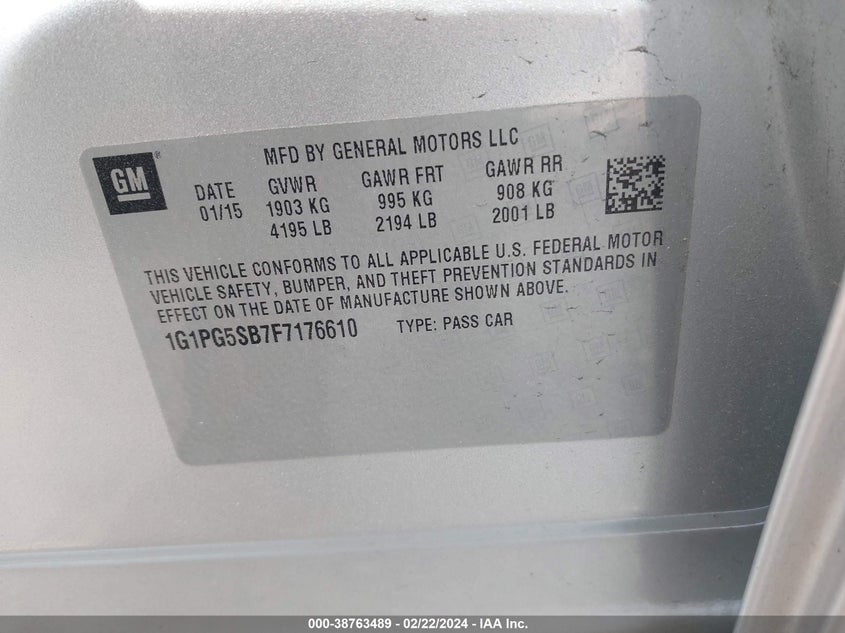 MFD BY GENERAL MOTORS LLC
GM®
DATE GVWR GAWR FRT GAWR RR
01/15 1903 KG 995 KG 908 KG
4195 LB 2194 LB 2001 LB
THIS VEHICLE CONFORMS TO ALL APPLICABLE U.S. FEDERAL MOTOR
VEHICLE SAFETY, BUMPER, AND THEFT PREVENTION STANDARDS IN
EFFECT ON THE DATE OF MANUFACTURE SHOWN ABOVE.
1G1PG5SB7F7176610 TYPE: PASS CAR
000-38763489 - 02/22/2024 - IAA Inc.